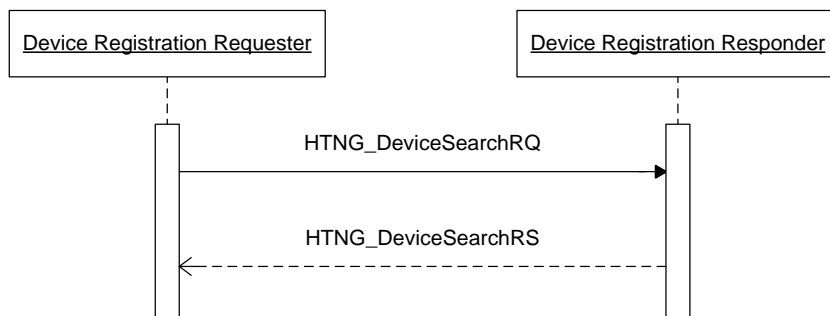 Device Registration Requester
Device Registration Responder
HTNG_DeviceSearchRQ
HTNG_DeviceSearchRS